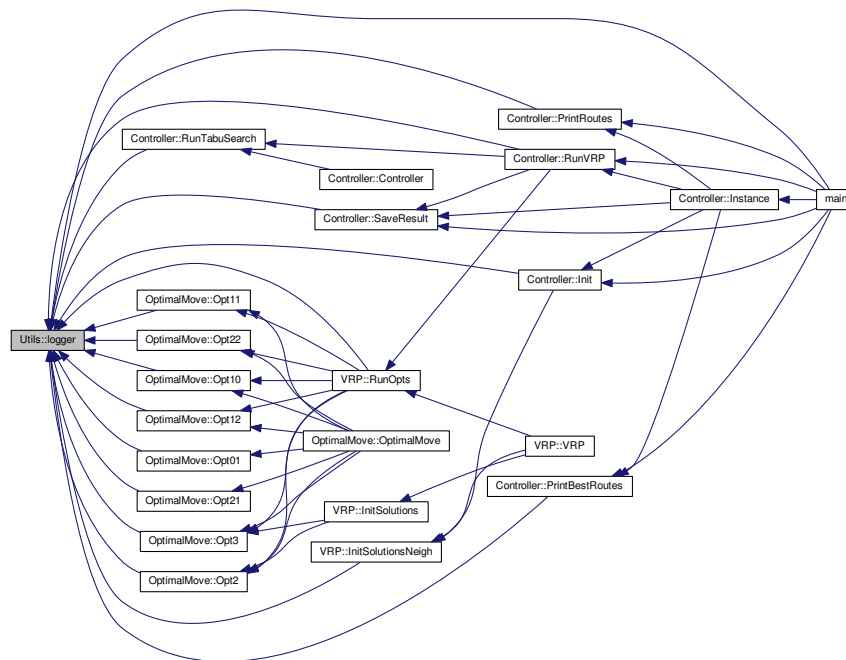 Controller::PrintRoutes
Controller::RunTabuSearch
Controller::RunVRP
Controller::Controller
Controller::Instance
main
Controller::SaveResult
Controller::Init
OptimalMove::Opt11
Utils::logger
OptimalMove::Opt22
OptimalMove::Opt10
VRP::RunOpts
OptimalMove::Opt12
OptimalMove::OptimalMove
VRP::VRP
OptimalMove::Opt01
Controller::PrintBestRoutes
OptimalMove::Opt21
VRP::InitSolutions
OptimalMove::Opt3
VRP::InitSolutionsNeigh
OptimalMove::Opt2